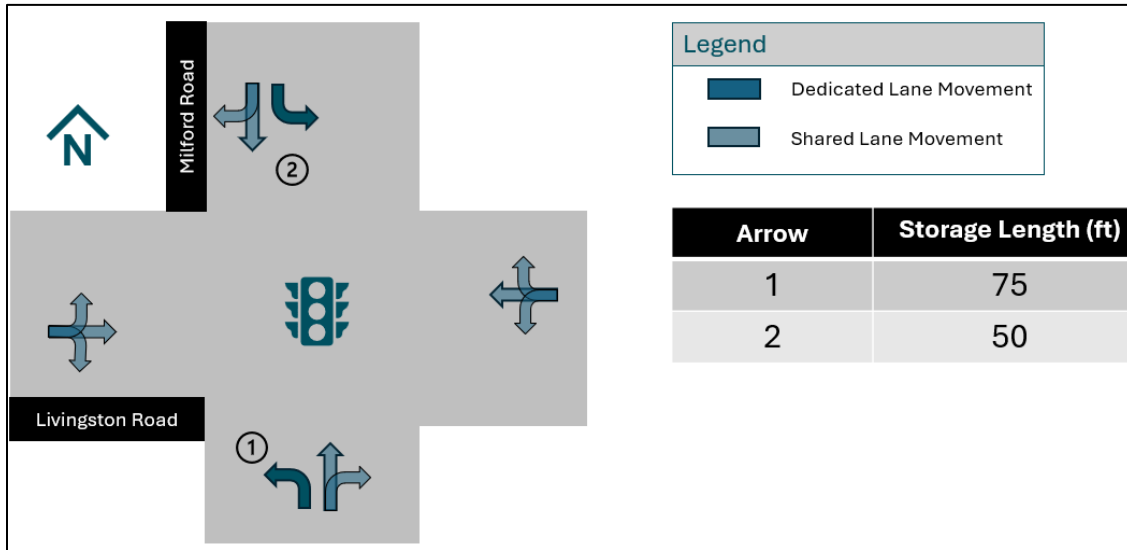 Milford Road
N
2
Livingston Road
1
Legend
Dedicated Lane Movement
Shared Lane Movement
Arrow Storage Length (ft)
1 75
2 50